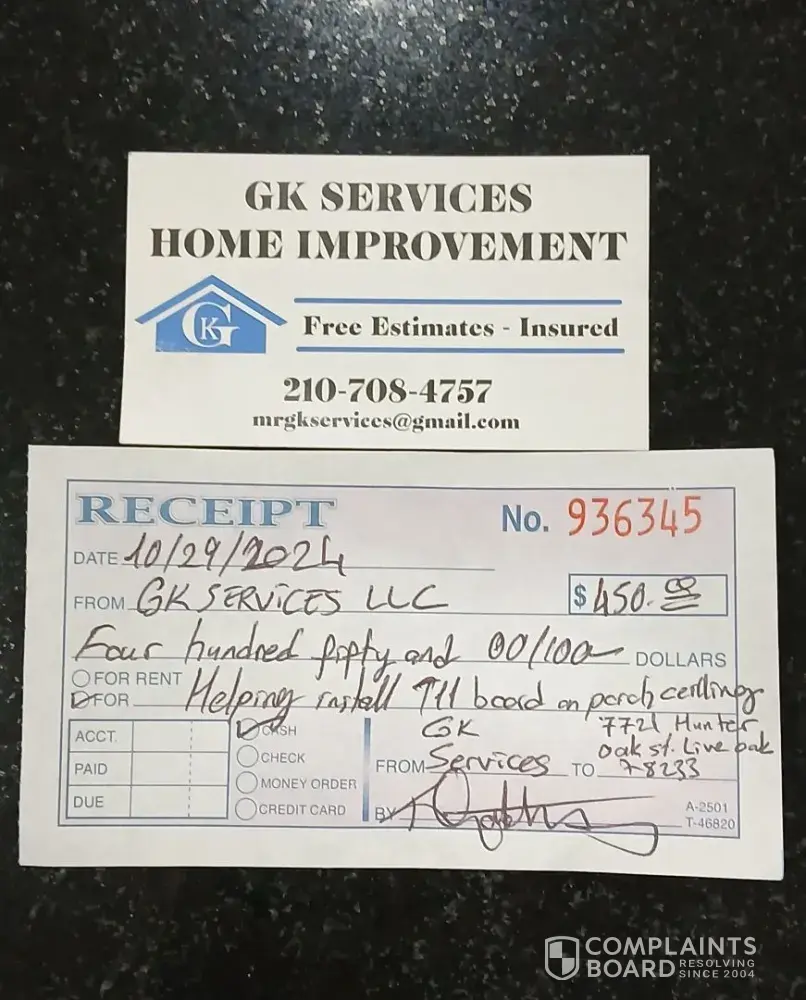 GK SERVICES
HOME IMPROVEMENT
GK
Free Estimates - Insured
210-708-4757
mrgkservices@gmail.com
RECEIPT No. 936345
DATE 10/29/2024
FROM GK SERVICES LLC $ 450.00
Four hundred fifty and 00/100 DOLLARS
FOR RENT
FOR Helping install T11 board on porch ceilling
ACCT. CASH GK 7721 Hunter
CHECK Oak st. Live oak
PAID FROM Services TO 78233
MONEY ORDER
DUE CREDIT CARD BY A-2501
T-46820
COMPLAINTS
BOARD RESOLVING
SINCE 2004